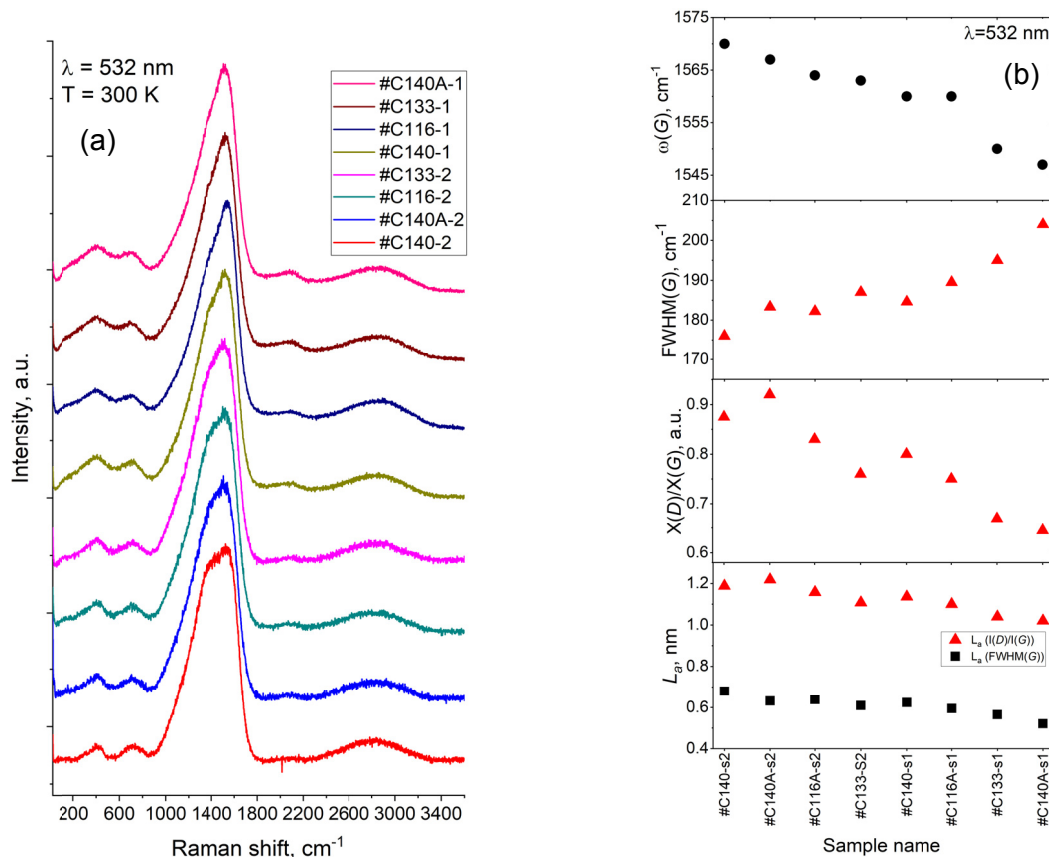 λ = 532 nm
T = 300 K
(a)
#C140A-1
#C133-1
#C116-1
#C140-1
#C133-2
#C116-2
#C140A-2
#C140-2
Intensity, a.u.
200 600 1000 1400 1800 2200 2600 3000 3400
Raman shift, cm⁻¹
λ=532 nm
(b)
1575
1565
1555
1545
ω(G), cm⁻¹
210
200
190
180
170
FWHM(G), cm⁻¹
0.9
0.8
0.7
0.6
X(D)/X(G), a.u.
1.2
1.0
0.8
0.6
0.4
Lₐ, nm
Lₐ (I(D)/I(G))
Lₐ (FWHM(G))
#C140-s2
#C140A-s2
#C116A-s2
#C133-S2
#C140-s1
#C116A-s1
#C133-s1
#C140A-s1
Sample name